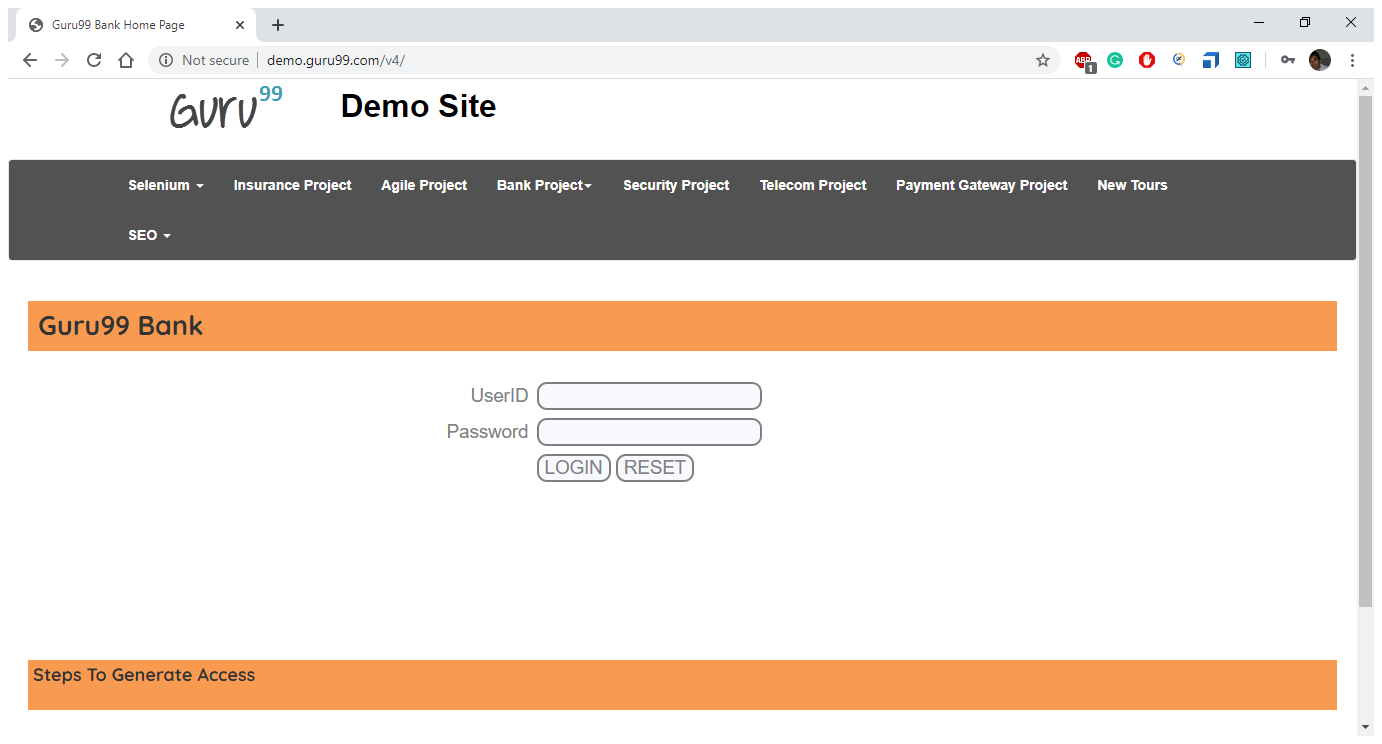 Guru99 Bank Home Page
Not secure demo.guru99.com/v4/
ABP
1
Guru99 Demo Site
Selenium Insurance Project Agile Project Bank Project Security Project Telecom Project Payment Gateway Project New Tours
SEO
Guru99 Bank
UserID
Password
LOGIN RESET
Steps To Generate Access